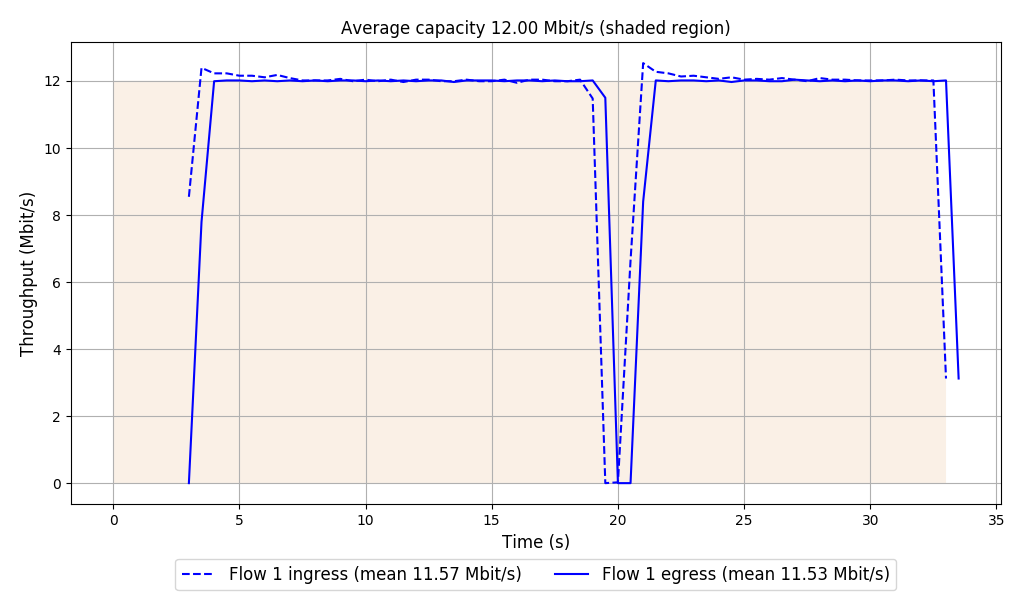 Average capacity 12.00 Mbit/s (shaded region)
Throughput (Mbit/s)
12
10
8
6
4
2
0
0 5 10 15 20 25 30 35
Time (s)
Flow 1 ingress (mean 11.57 Mbit/s) Flow 1 egress (mean 11.53 Mbit/s)